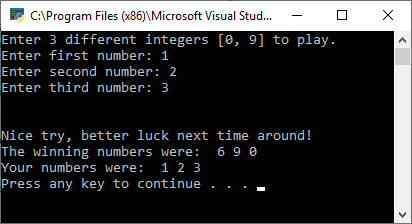 C:\Program Files (x86)\Microsoft Visual Stud...
Enter 3 different integers [0, 9] to play.
Enter first number: 1
Enter second number: 2
Enter third number: 3
Nice try, better luck next time around!
The winning numbers were:  6 9 0
Your numbers were:  1 2 3
Press any key to continue . . .